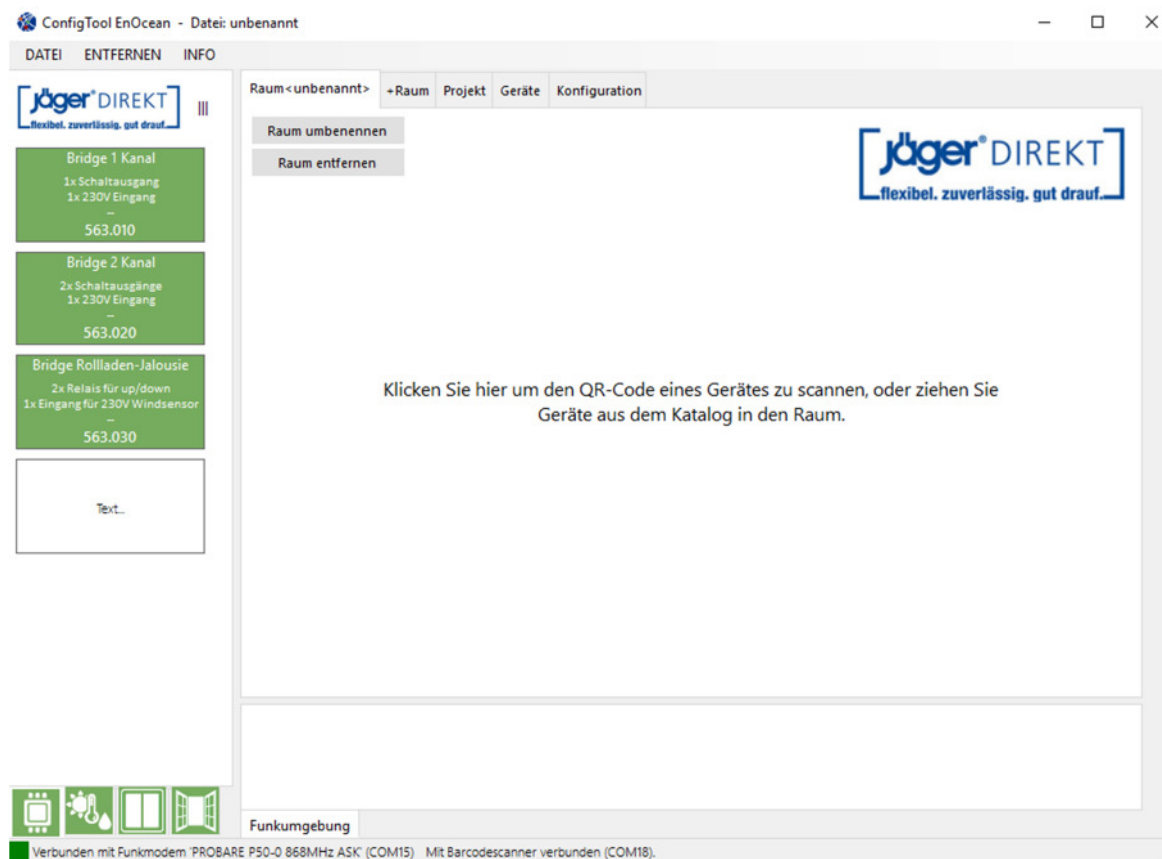 ConfigTool EnOcean - Datei: unbenannt
DATEI ENTFERNEN INFO
jäger® DIREKT
flexibel. zuverlässig. gut drauf.
Bridge 1 Kanal
1x Schaltausgang
1x 230V Eingang
–
563.010
Bridge 2 Kanal
2x Schaltausgänge
1x 230V Eingang
–
563.020
Bridge Rollladen-Jalousie
2x Relais für up/down
1x Eingang für 230V Windsensor
–
563.030
Text...
Raum<unbenannt> +Raum Projekt Geräte Konfiguration
Raum umbenennen
Raum entfernen
jäger® DIREKT
flexibel. zuverlässig. gut drauf.
Klicken Sie hier um den QR-Code eines Gerätes zu scannen, oder ziehen Sie
Geräte aus dem Katalog in den Raum.
Funkumgebung
Verbunden mit Funkmodem 'PROBARE P50-0 868MHz ASK' (COM15) Mit Barcodescanner verbunden (COM18).